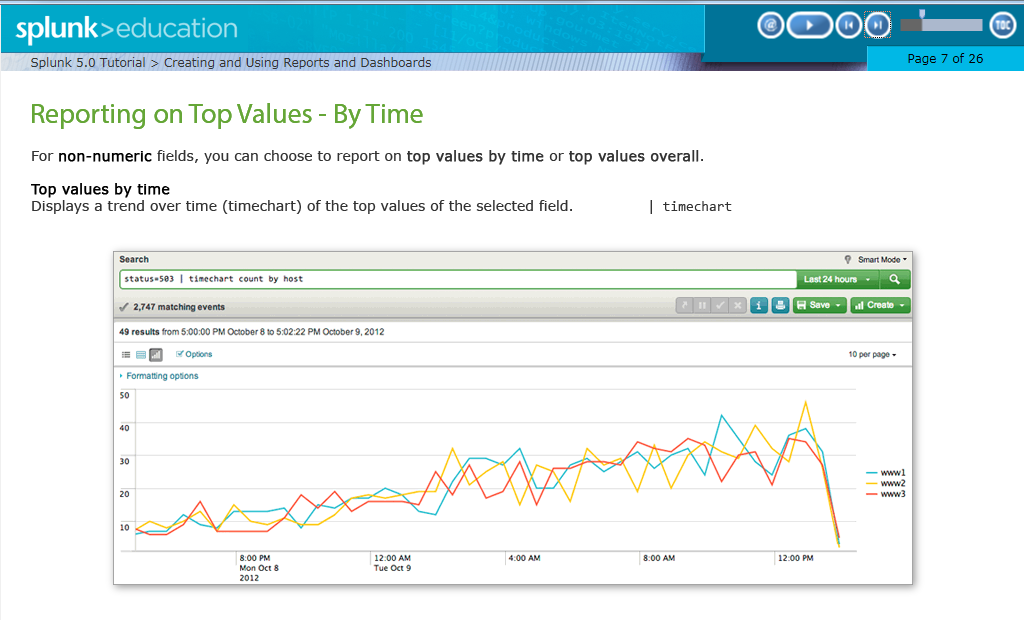 splunk>education
TOC
Splunk 5.0 Tutorial > Creating and Using Reports and Dashboards
Page 7 of 26
Reporting on Top Values - By Time
For non-numeric fields, you can choose to report on top values by time or top values overall.
Top values by time
Displays a trend over time (timechart) of the top values of the selected field. | timechart
Search
Smart Mode
status=503 | timechart count by host
Last 24 hours
2,747 matching events
Save
Create
49 results from 5:00:00 PM October 8 to 5:02:22 PM October 9, 2012
Options
10 per page
Formatting options
50
40
30
20
10
www1
www2
www3
8:00 PM
Mon Oct 8
2012
12:00 AM
Tue Oct 9
4:00 AM
8:00 AM
12:00 PM